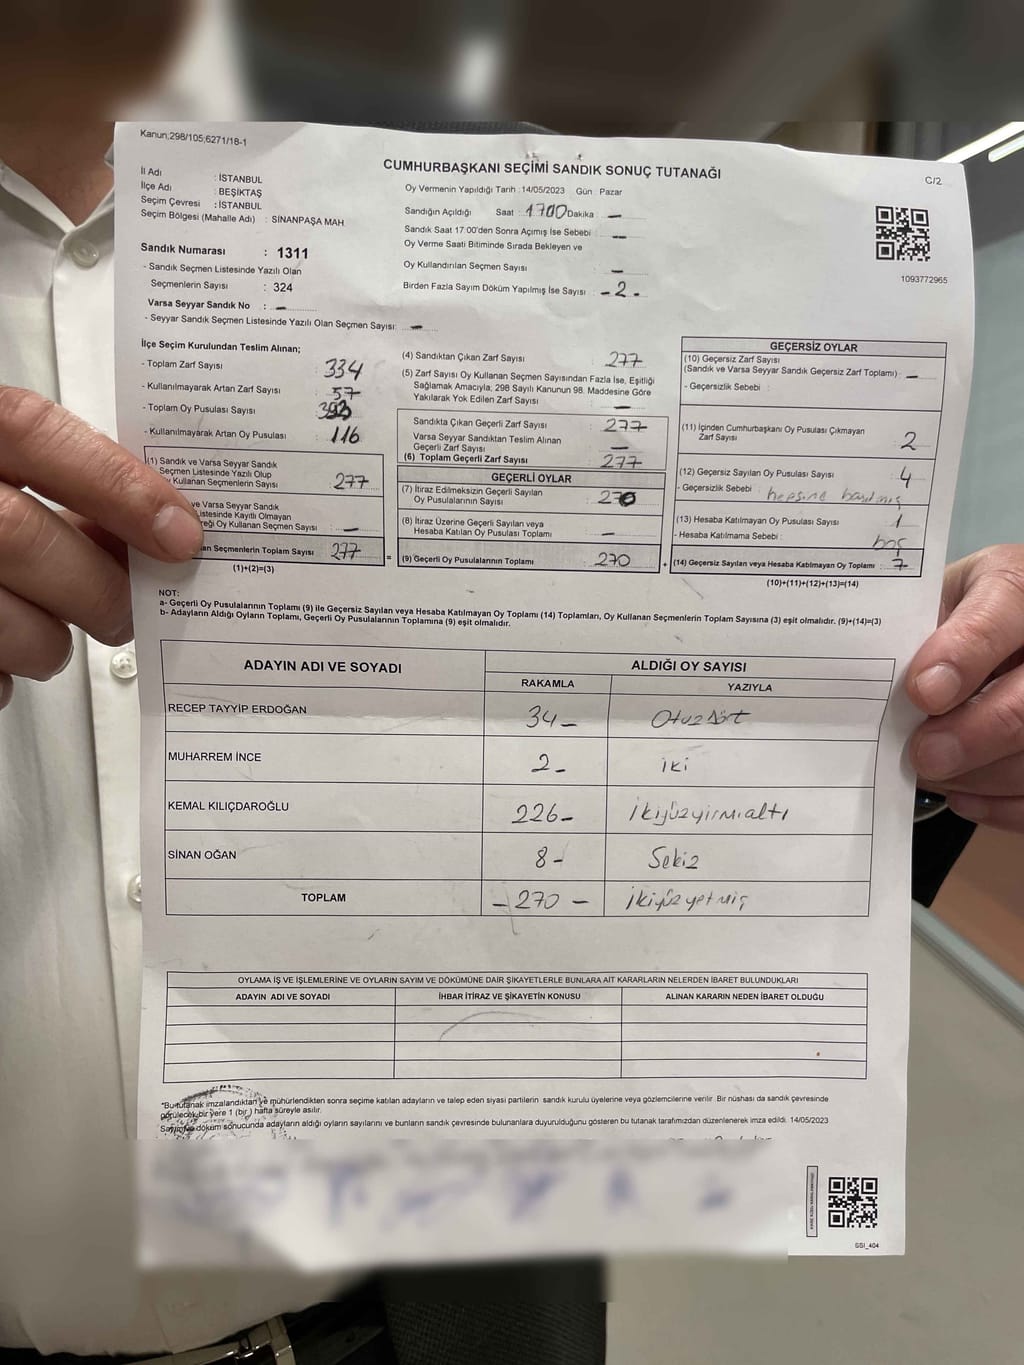 Kanun;298/105;6271/18-1
CUMHURBAŞKANI SEÇİMİ SANDIK SONUÇ TUTANAĞI
C/2
İl Adı : İSTANBUL
İlçe Adı : BEŞİKTAŞ
Seçim Çevresi : İSTANBUL
Seçim Bölgesi (Mahalle Adı) : SİNANPAŞA MAH.
Sandık Numarası : 1311
- Sandık Seçmen Listesinde Yazılı Olan
Seçmenlerin Sayısı : 324
Varsa Seyyar Sandık No : -
- Seyyar Sandık Seçmen Listesinde Yazılı Olan Seçmen Sayısı: -
Oy Vermenin Yapıldığı Tarih : 14/05/2023 Gün : Pazar
Sandığın Açıldığı Saat : 1700 Dakika : -
Sandık Saat 17:00'den Sonra Açımış İse Sebebi : -
Oy Verme Saati Bitiminde Sırada Bekleyen ve
Oy Kullandırılan Seçmen Sayısı : -
Birden Fazla Sayım Döküm Yapılmış İse Sayısı : -2-
1093772965
İlçe Seçim Kurulundan Teslim Alınan;
- Toplam Zarf Sayısı : 334
- Kullanılmayarak Artan Zarf Sayısı : 57
- Toplam Oy Pusulası Sayısı : 393
- Kullanılmayarak Artan Oy Pusulası : 116
(1) Sandık ve Varsa Seyyar Sandık
Seçmen Listesinde Yazılı Olup
Kullanan Seçmenlerin Sayısı : 277
ve Varsa Seyyar Sandık
Listesinde Kayıtlı Olmayan
reği Oy Kullanan Seçmen Sayısı : -
an Seçmenlerin Toplam Sayısı : 277
(1)+(2)=(3)
(4) Sandıktan Çıkan Zarf Sayısı : 277
(5) Zarf Sayısı Oy Kullanan Seçmen Sayısından Fazla İse, Eşitliği
Sağlamak Amacıyla, 298 Sayılı Kanunun 98. Maddesine Göre
Yakılarak Yok Edilen Zarf Sayısı : -
Sandıkta Çıkan Geçerli Zarf Sayısı : 277
Varsa Seyyar Sandıktan Teslim Alınan
Geçerli Zarf Sayısı : -
(6) Toplam Geçerli Zarf Sayısı : 277
GEÇERLİ OYLAR
(7) İtiraz Edilmeksizin Geçerli Sayılan
Oy Pusulalarının Sayısı : 270
(8) İtiraz Üzerine Geçerli Sayılan veya
Hesaba Katılan Oy Pusulası Toplamı : -
= (9) Geçerli Oy Pusulalarının Toplamı : 270 +
GEÇERSİZ OYLAR
(10) Geçersiz Zarf Sayısı
(Sandık ve Varsa Seyyar Sandık Geçersiz Zarf Toplamı) : -
- Geçersizlik Sebebi :
(11) İçinden Cumhurbaşkanı Oy Pusulası Çıkmayan
Zarf Sayısı : 2
(12) Geçersiz Sayılan Oy Pusulası Sayısı : 4
- Geçersizlik Sebebi : hepsine basılmış
(13) Hesaba Katılmayan Oy Pusulası Sayısı : 1
- Hesaba Katılmama Sebebi : boş
(14) Geçersiz Sayılan veya Hesaba Katılmayan Oy Toplamı : 7
(10)+(11)+(12)+(13)=(14)
NOT:
a- Geçerli Oy Pusulalarının Toplamı (9) ile Geçersiz Sayılan veya Hesaba Katılmayan Oy Toplamı (14) Toplamları, Oy Kullanan Seçmenlerin Toplam Sayısına (3) eşit olmalıdır. (9)+(14)=(3)
b- Adayların Aldığı Oyların Toplamı, Geçerli Oy Pusulalarının Toplamına (9) eşit olmalıdır.
ADAYIN ADI VE SOYADI
ALDIĞI OY SAYISI
RAKAMLA YAZIYLA
RECEP TAYYİP ERDOĞAN 34- Otuzdört
MUHARREM İNCE 2- iki
KEMAL KILIÇDAROĞLU 226- İkiyüzyirmialtı
SİNAN OĞAN 8- Sekiz
TOPLAM -270- İkiyüzyetmiş
OYLAMA İŞ VE İŞLEMLERİNE VE OYLARIN SAYIM VE DÖKÜMÜNE DAİR ŞİKAYETLERLE BUNLARA AİT KARARLARIN NELERDEN İBARET BULUNDUKLARI
ADAYIN ADI VE SOYADI İHBAR İTİRAZ VE ŞİKAYETİN KONUSU ALINAN KARARIN NEDEN İBARET OLDUĞU
*Bu tutanak imzalandıktan ve mühürlendikten sonra seçime katılan adayların ve talep eden siyasi partilerin sandık kurulu üyelerine veya gözlemcilerine verilir. Bir nüshası da sandık çevresinde
görülecek bir yere 1 (bir) hafta süreyle asılır.
Sayım ve döküm sonucunda adayların aldığı oyların sayılarını ve bunların sandık çevresinde bulunanlara duyurulduğunu gösteren bu tutanak tarafımızdan düzenlenerek imza edildi. 14/05/2023
SSI_404